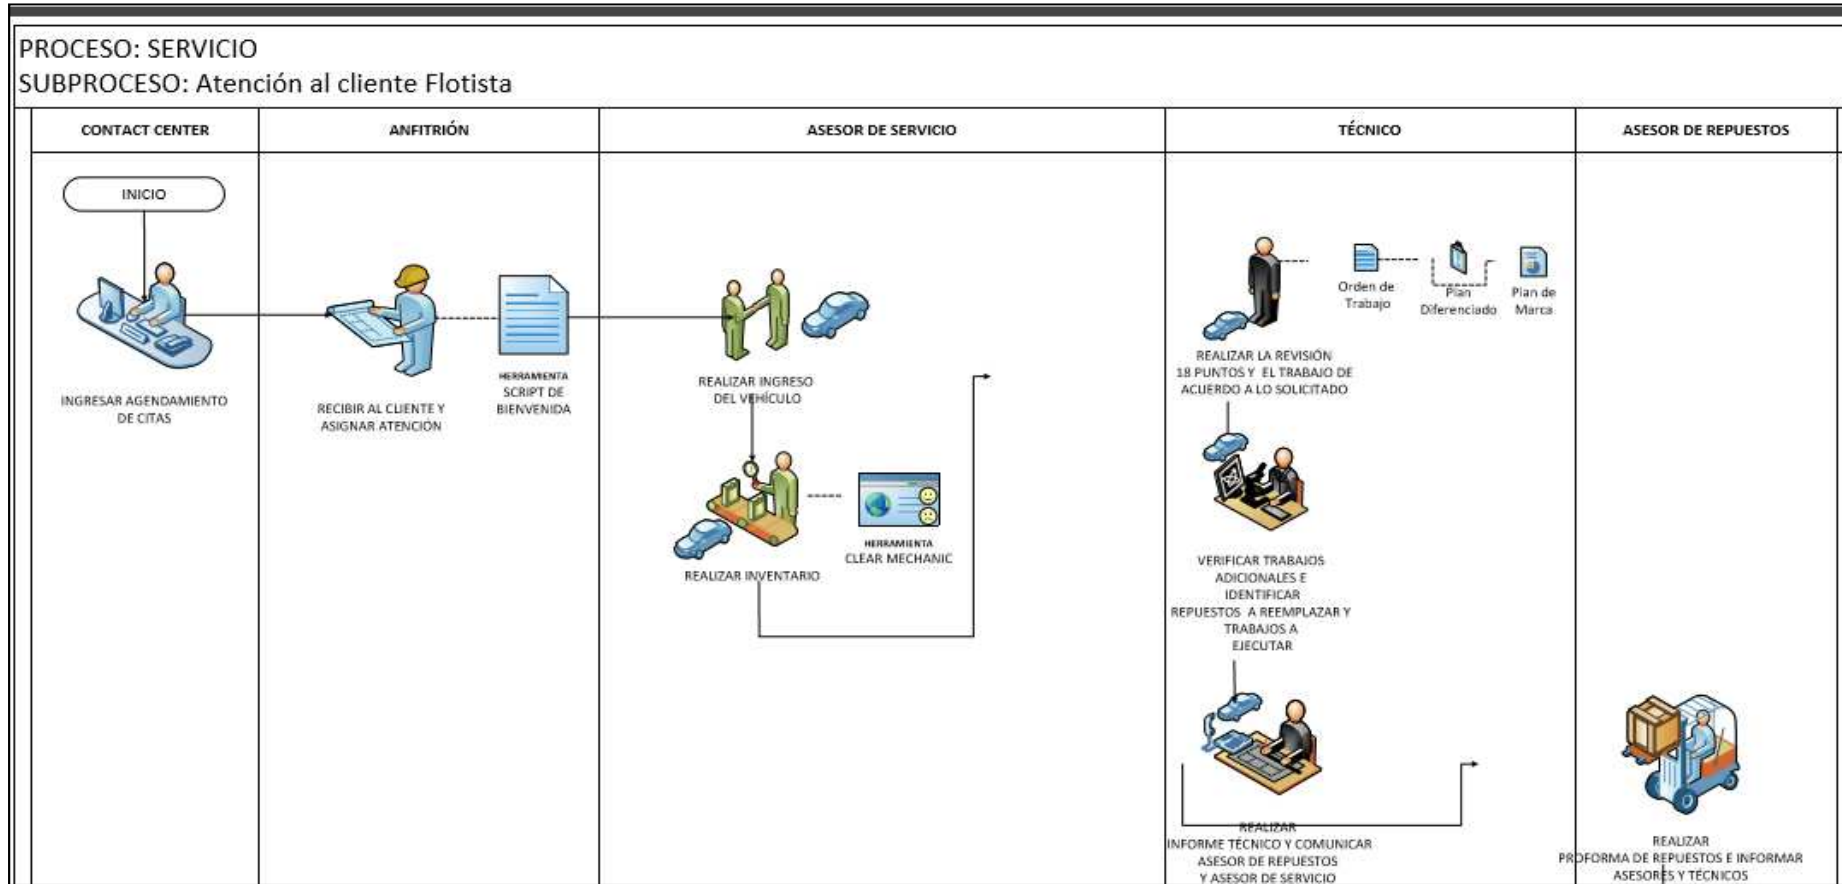 PROCESO: SERVICIO
SUBPROCESO: Atención al cliente Flotista
CONTACT CENTER
ANFITRIÓN
ASESOR DE SERVICIO
TÉCNICO
ASESOR DE REPUESTOS
INICIO
INGRESAR AGENDAMIENTO
DE CITAS
RECIBIR AL CLIENTE Y
ASIGNAR ATENCIÓN
HERRAMIENTA
SCRIPT DE
BIENVENIDA
REALIZAR INGRESO
DEL VEHÍCULO
REALIZAR INVENTARIO
HERRAMIENTA
CLEAR MECHANIC
Orden de
Trabajo
Plan
Diferenciado
Plan de
Marca
REALIZAR LA REVISIÓN
18 PUNTOS Y EL TRABAJO DE
ACUERDO A LO SOLICITADO
VERIFICAR TRABAJOS
ADICIONALES E
IDENTIFICAR
REPUESTOS A REEMPLAZAR Y
TRABAJOS A
EJECUTAR
REALIZAR
INFORME TÉCNICO Y COMUNICAR
ASESOR DE REPUESTOS
Y ASESOR DE SERVICIO
REALIZAR
PROFORMA DE REPUESTOS E INFORMAR
ASESORES Y TÉCNICOS